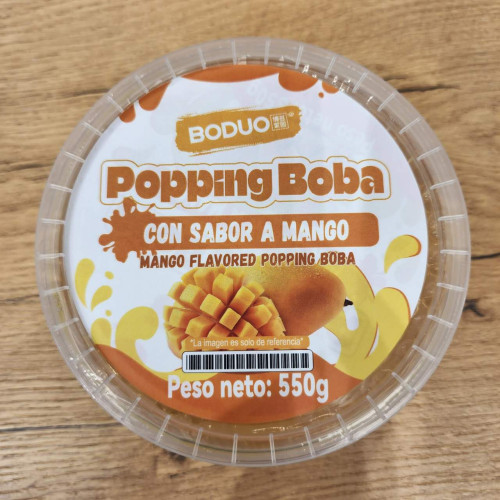 BODUO
Popping Boba
CON SABOR A MANGO
MANGO FLAVORED POPPING BOBA
"La imagen es solo de referencia"
Peso neto: 550g